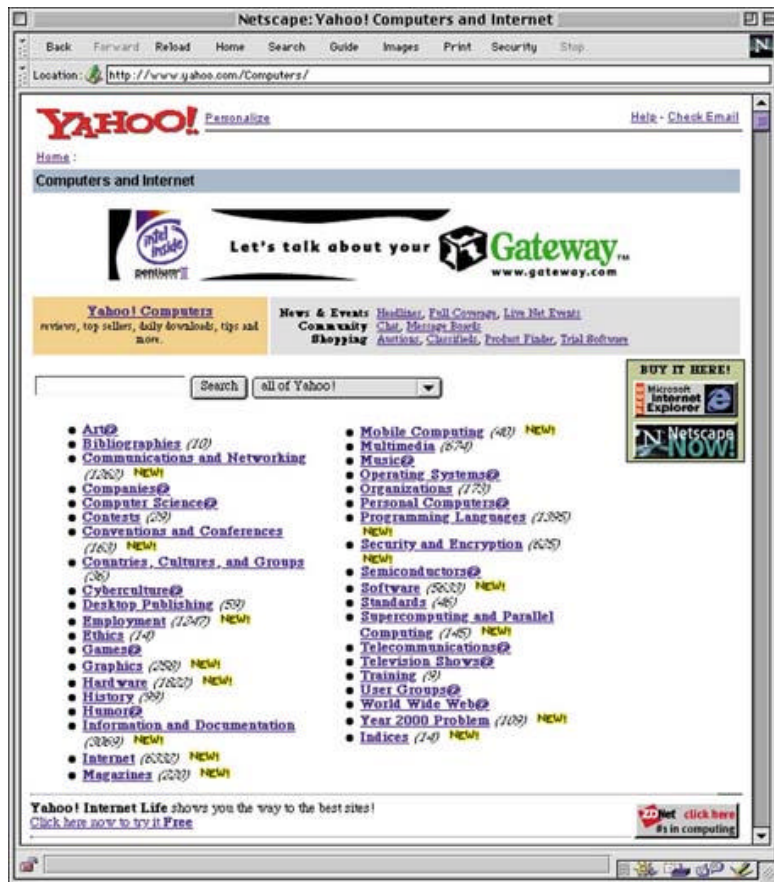 Netscape: Yahoo! Computers and Internet
Back Forward Reload Home Search Guide Images Print Security Stop
N
Location: http://www.yahoo.com/Computers/
YAHOO! Personalize
Help - Check Email
Home :
Computers and Internet
intel inside
pentium II
Let's talk about your
Gateway™
www.gateway.com
Yahoo! Computers
reviews, top sellers, daily downloads, tips and
more.
News & Events Headlines, Full Coverage, Live Net Events
Community Chat, Message Boards
Shopping Auctions, Classifieds, Product Finder, Trial Software
Search all of Yahoo!
BUY IT HERE!
Microsoft
Internet
Explorer
N Netscape
NOW!
Art@
Bibliographies (10)
Communications and Networking
(1262) NEW!
Companies@
Computer Science@
Contests (29)
Conventions and Conferences
(163) NEW!
Countries, Cultures, and Groups
(36)
Cyberculture@
Desktop Publishing (59)
Employment (1247) NEW!
Ethics (14)
Games@
Graphics NEW!
Hardware (1822) NEW!
History (99)
Humor@
Information and Documentation
(3069) NEW!
Internet (6332) NEW!
Magazines (220) NEW!
Mobile Computing (40) NEW!
Multimedia (674)
Music@
Operating Systems@
Organizations (173)
Personal Computers@
Programming Languages (1395)
NEW!
Security and Encryption (625)
NEW!
Semiconductors@
Software (5633) NEW!
Standards (46)
Supercomputing and Parallel
Computing (145) NEW!
Telecommunications@
Television Shows@
Training (9)
User Groups@
World Wide Web@
Year 2000 Problem (109) NEW!
Indices (14) NEW!
Yahoo! Internet Life shows you the way to the best sites!
Click here now to try it Free
ZDNet click here
#1 in computing